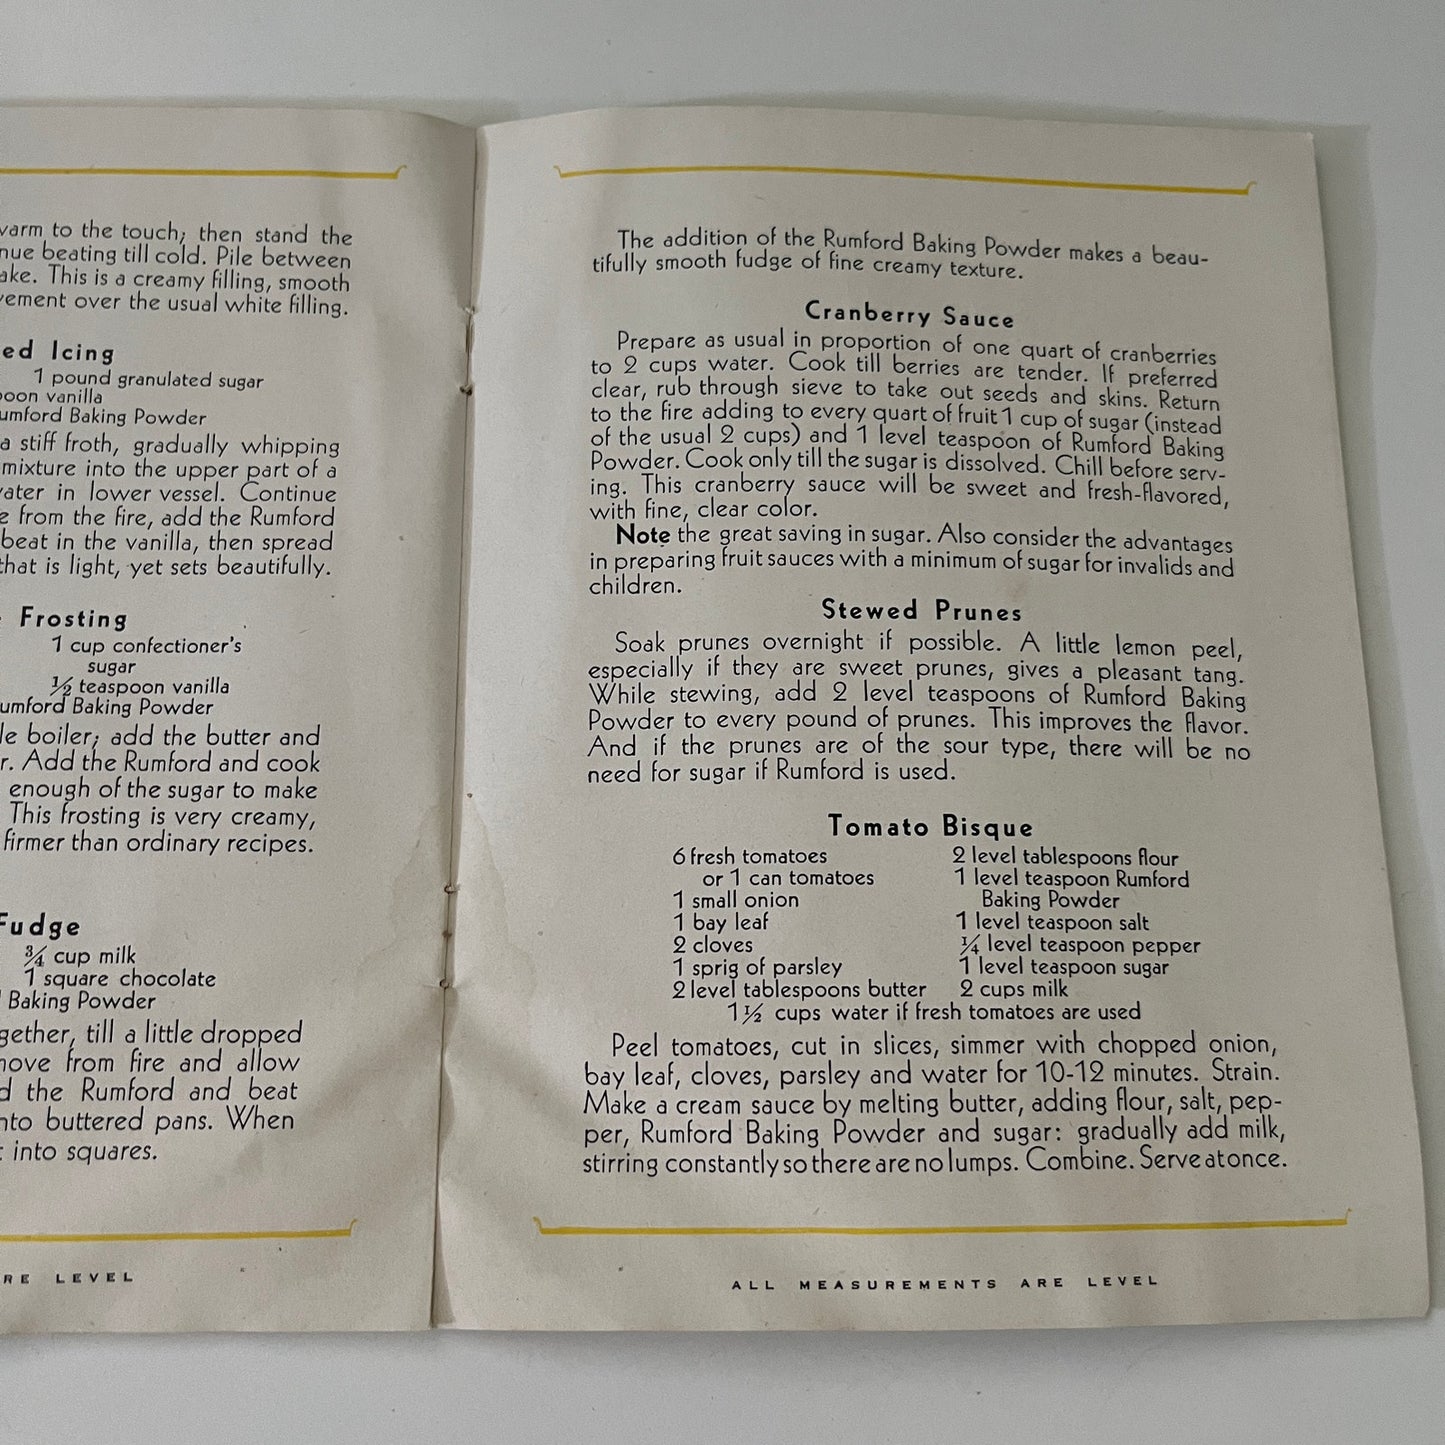 warm to the touch; then stand the
nue beating till cold. Pile between
ake. This is a creamy filling, smooth
vement over the usual white filling.
ed Icing
1 pound granulated sugar
poon vanilla
umford Baking Powder
a stiff froth, gradually whipping
mixture into the upper part of a
vater in lower vessel. Continue
e from the fire, add the Rumford
beat in the vanilla, then spread
that is light, yet sets beautifully.
Frosting
1 cup confectioner's
sugar
½ teaspoon vanilla
umford Baking Powder
le boiler; add the butter and
r. Add the Rumford and cook
enough of the sugar to make
This frosting is very creamy,
firmer than ordinary recipes.
Fudge
¾ cup milk
1 square chocolate
Baking Powder
gether, till a little dropped
move from fire and allow
d the Rumford and beat
nto buttered pans. When
t into squares.
RE LEVEL
The addition of the Rumford Baking Powder makes a beau-
tifully smooth fudge of fine creamy texture.
Cranberry Sauce
Prepare as usual in proportion of one quart of cranberries
to 2 cups water. Cook till berries are tender. If preferred
clear, rub through sieve to take out seeds and skins. Return
to the fire adding to every quart of fruit 1 cup of sugar (instead
of the usual 2 cups) and 1 level teaspoon of Rumford Baking
Powder. Cook only till the sugar is dissolved. Chill before serv-
ing. This cranberry sauce will be sweet and fresh-flavored,
with fine, clear color.
Note the great saving in sugar. Also consider the advantages
in preparing fruit sauces with a minimum of sugar for invalids and
children.
Stewed Prunes
Soak prunes overnight if possible. A little lemon peel,
especially if they are sweet prunes, gives a pleasant tang.
While stewing, add 2 level teaspoons of Rumford Baking
Powder to every pound of prunes. This improves the flavor.
And if the prunes are of the sour type, there will be no
need for sugar if Rumford is used.
Tomato Bisque
6 fresh tomatoes
or 1 can tomatoes
1 small onion
1 bay leaf
2 cloves
1 sprig of parsley
2 level tablespoons butter
2 level tablespoons flour
1 level teaspoon Rumford
Baking Powder
1 level teaspoon salt
¼ level teaspoon pepper
1 level teaspoon sugar
2 cups milk
1½ cups water if fresh tomatoes are used
Peel tomatoes, cut in slices, simmer with chopped onion,
bay leaf, cloves, parsley and water for 10-12 minutes. Strain.
Make a cream sauce by melting butter, adding flour, salt, pep-
per, Rumford Baking Powder and sugar: gradually add milk,
stirring constantly so there are no lumps. Combine. Serve at once.
ALL MEASUREMENTS ARE LEVEL